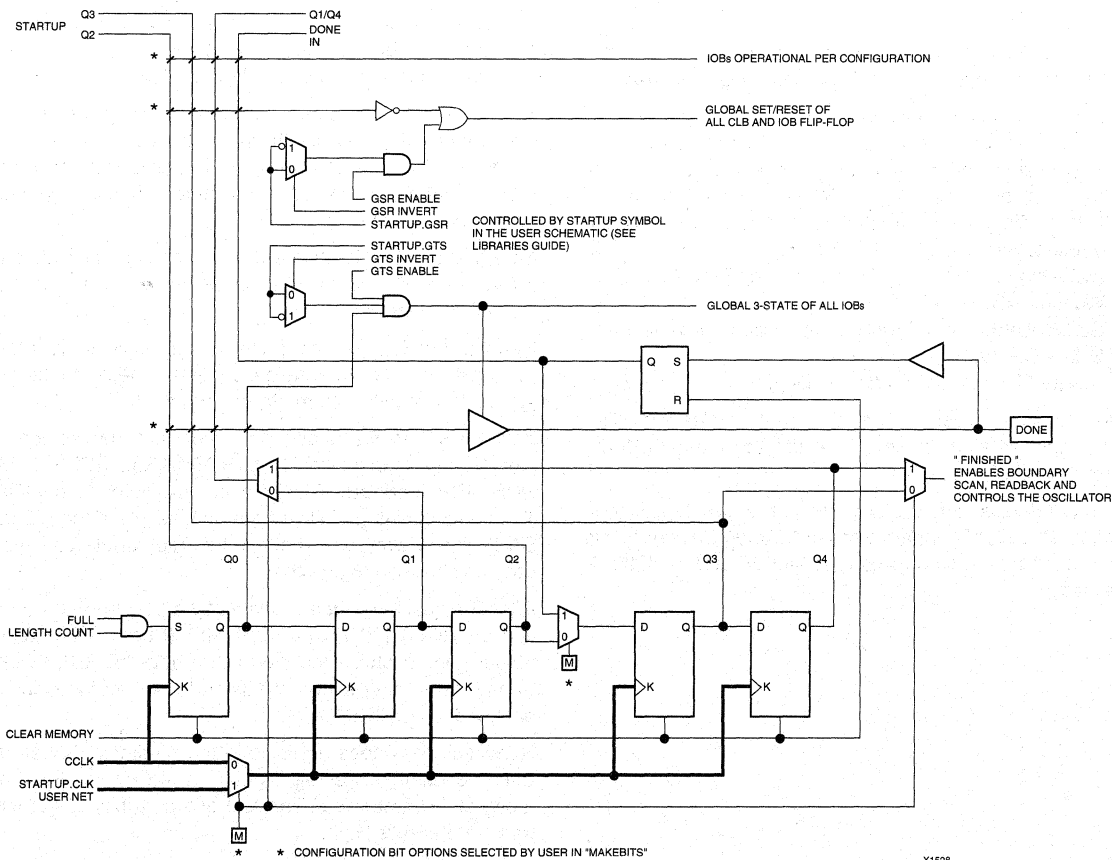 STARTUP
Q3
Q2
Q1/Q4
DONE
IN
*
IOBs OPERATIONAL PER CONFIGURATION
*
GLOBAL SET/RESET OF
ALL CLB AND IOB FLIP-FLOP
1
0
GSR ENABLE
GSR INVERT
STARTUP.GSR
CONTROLLED BY STARTUP SYMBOL
IN THE USER SCHEMATIC (SEE
LIBRARIES GUIDE)
STARTUP.GTS
GTS INVERT
GTS ENABLE
0
1
GLOBAL 3-STATE OF ALL IOBs
Q S
R
*
DONE
1
0
1
0
" FINISHED "
ENABLES BOUNDARY
SCAN, READBACK AND
CONTROLS THE OSCILLATOR
Q0
Q1
Q2
Q3
Q4
FULL
LENGTH COUNT
S Q
K
D Q
K
D Q
K
1
0
M
*
D Q
K
D Q
K
CLEAR MEMORY
CCLK
STARTUP.CLK
USER NET
0
1
M
*
* CONFIGURATION BIT OPTIONS SELECTED BY USER IN "MAKEBITS"